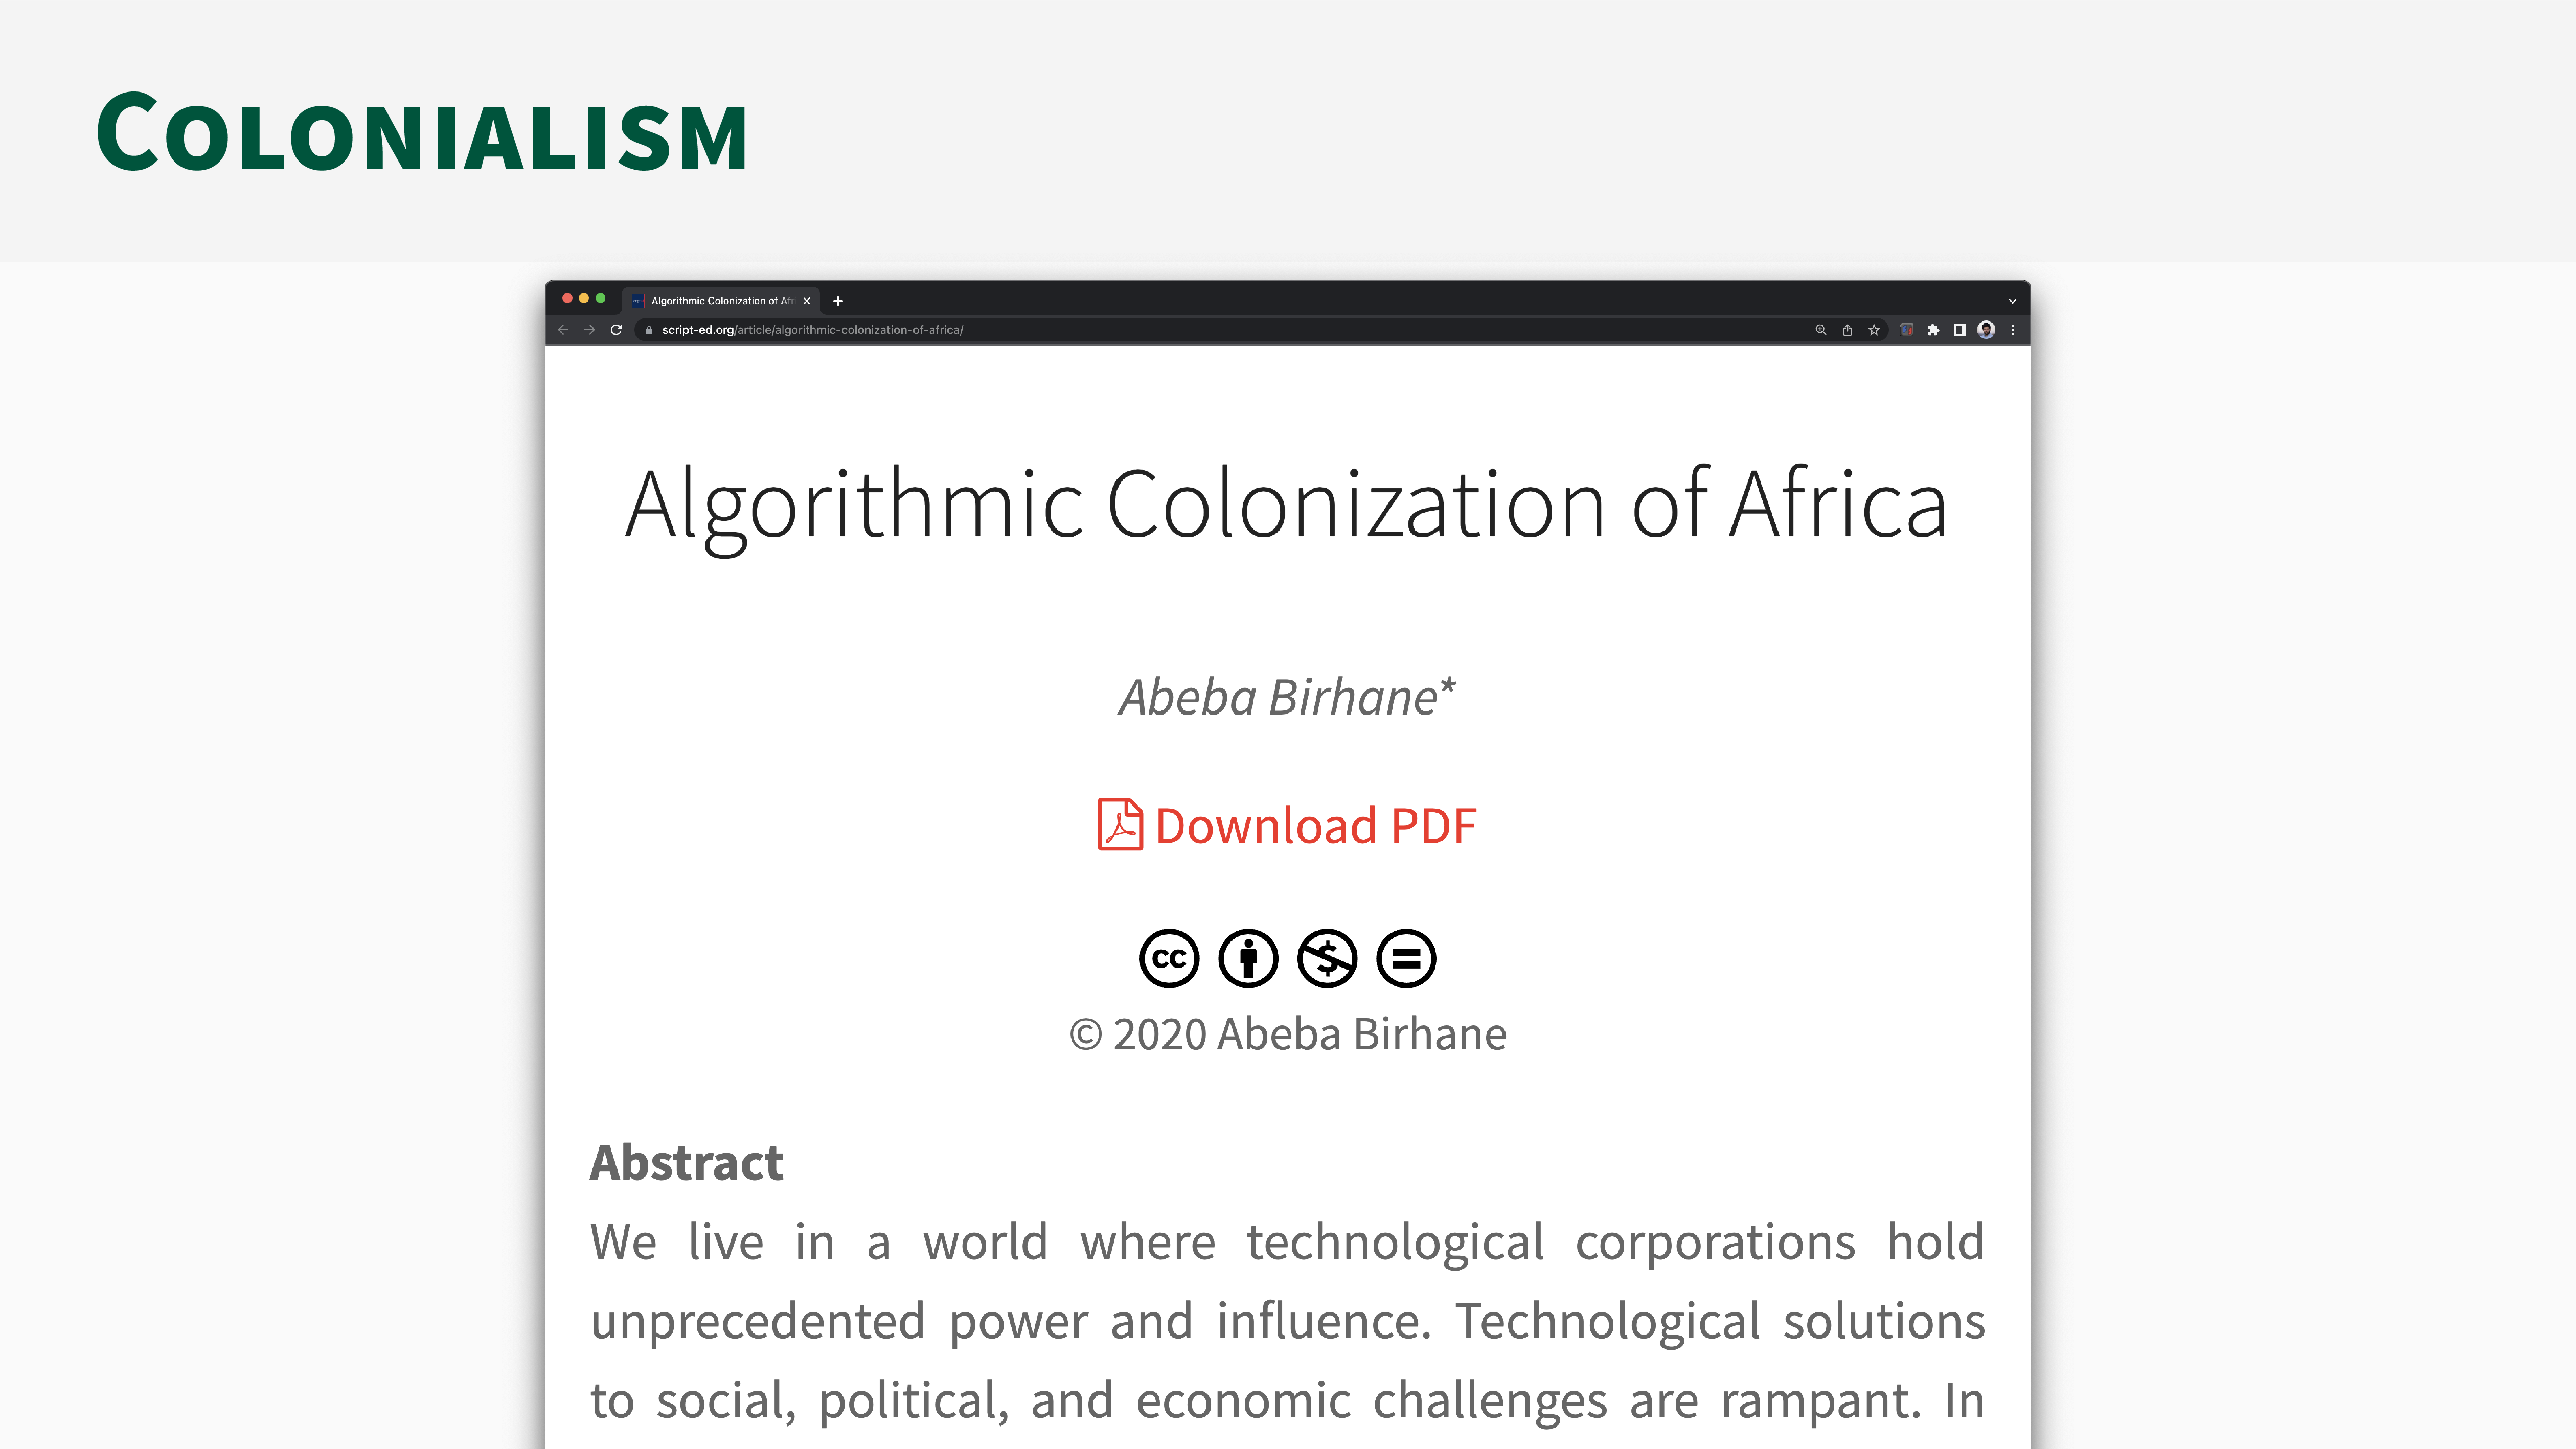 Colonialism
Algorithmic Colonization of Afr
script-ed.org/article/algorithmic-colonization-of-africa/
Algorithmic Colonization of Africa
Abeba Birhane*
Download PDF
cc
© 2020 Abeba Birhane
Abstract
We live in a world where technological corporations hold
unprecedented power and influence. Technological solutions
to social, political, and economic challenges are rampant. In